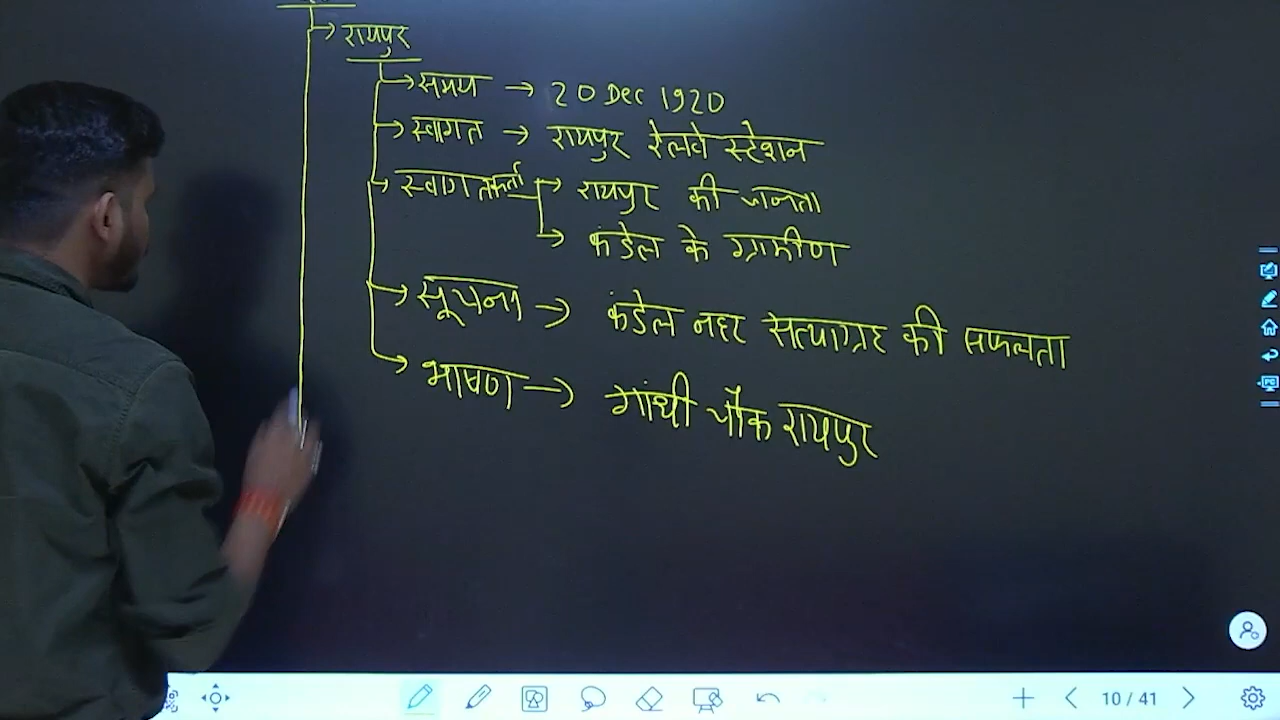 रायपुर
समय → 20 Dec 1920
स्वागत → रायपुर रेलवे स्टेशन
स्वागतकर्ता → रायपुर की जनता
→ कंडेल के ग्रामीण
सूचना → कंडेल नहर सत्याग्रह की सफलता
भाषण → गांधी चौक रायपुर
10 / 41